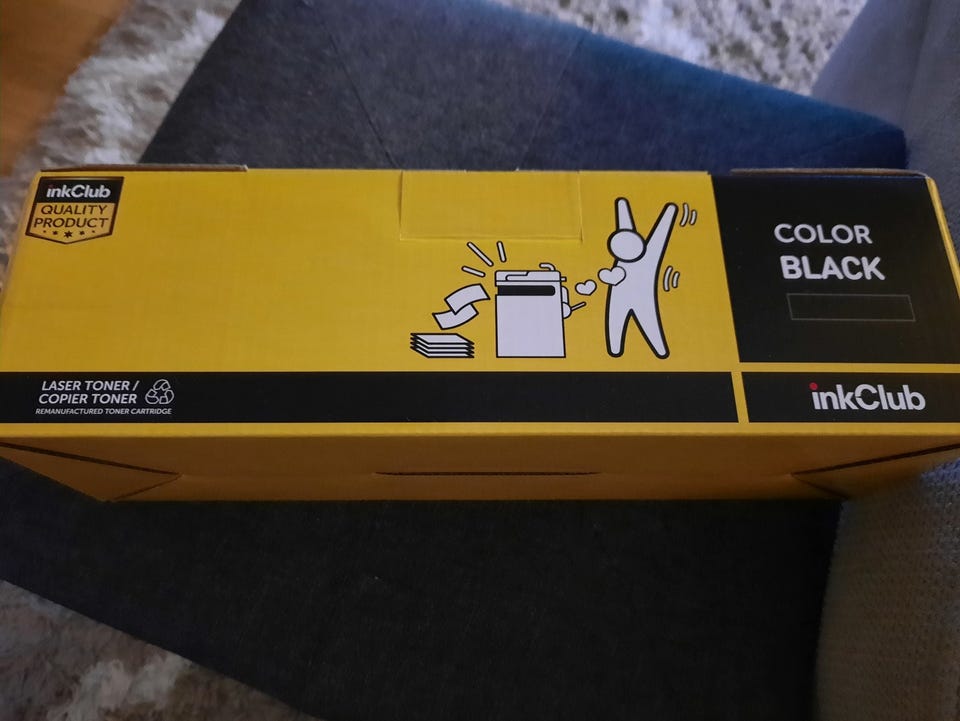 inkClub
QUALITY
PRODUCT
COLOR
BLACK
LASER TONER /
COPIER TONER
REMANUFACTURED TONER CARTRIDGE
inkClub